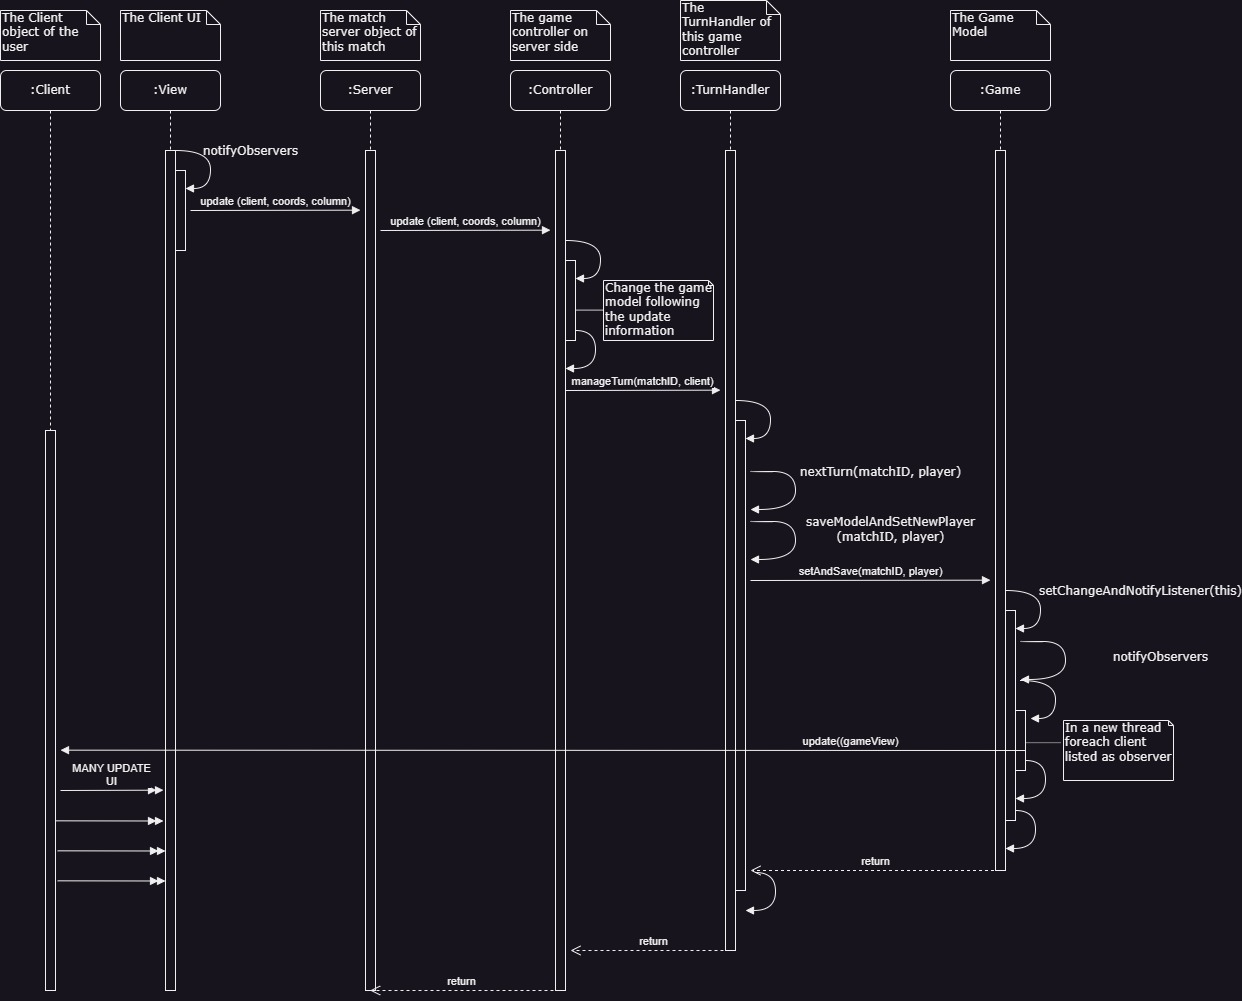 The Client
object of the
user
The Client UI
The match
server object of
this match
The game
controller on
server side
The
TurnHandler of
this game
controller
The Game
Model
:Client
:View
:Server
:Controller
:TurnHandler
:Game
notifyObservers
update (client, coords, column)
update (client, coords, column)
Change the game
model following
the update
information
manageTurn(matchID, client)
nextTurn(matchID, player)
saveModelAndSetNewPlayer
(matchID, player)
setAndSave(matchID, player)
setChangeAndNotifyListener(this)
notifyObservers
In a new thread
foreach client
listed as observer
update((gameView)
MANY UPDATE
UI
return
return
return